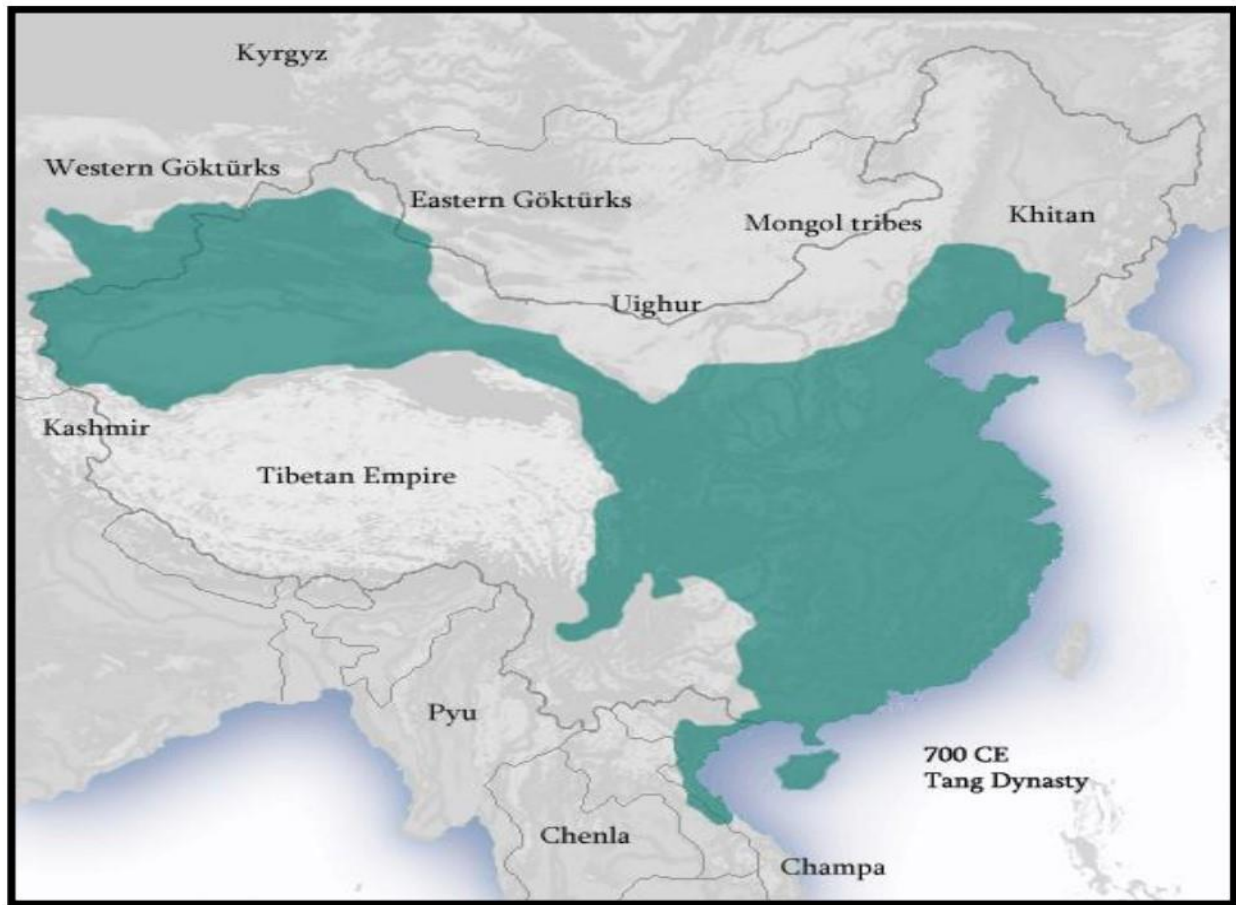 Kyrgyz
Western Göktürks
Eastern Göktürks
Mongol tribes
Khitan
Uighur
Kashmir
Tibetan Empire
Pyu
700 CE
Tang Dynasty
Chenla
Champa